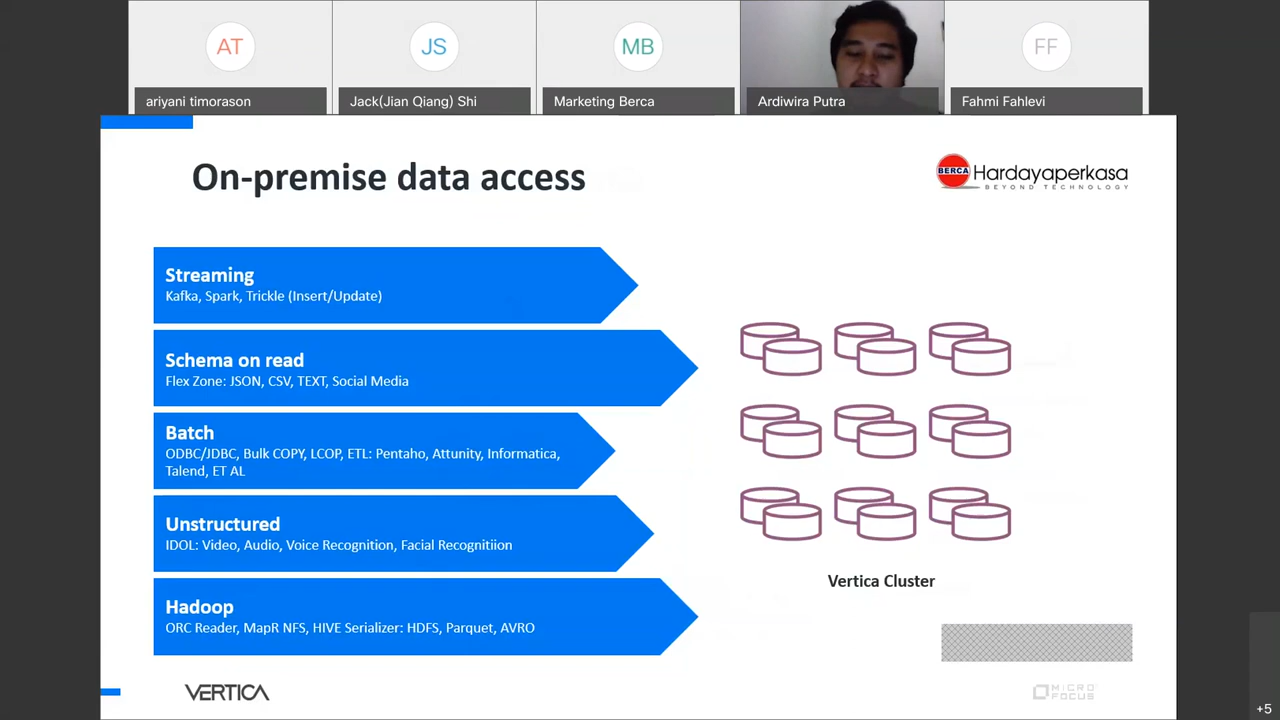 AT
JS
MB
FF
ariyani timorason
Jack(Jian Qiang) Shi
Marketing Berca
Ardiwira Putra
Fahmi Fahlevi
On-premise data access
BERCA Hardayaperkasa
BEYOND TECHNOLOGY
Streaming
Kafka, Spark, Trickle (Insert/Update)
Schema on read
Flex Zone: JSON, CSV, TEXT, Social Media
Batch
ODBC/JDBC, Bulk COPY, LCOP, ETL: Pentaho, Attunity, Informatica,
Talend, ET AL
Unstructured
IDOL: Video, Audio, Voice Recognition, Facial Recognitiion
Hadoop
ORC Reader, MapR NFS, HIVE Serializer: HDFS, Parquet, AVRO
Vertica Cluster
VERTICA
MICRO
FOCUS
+5